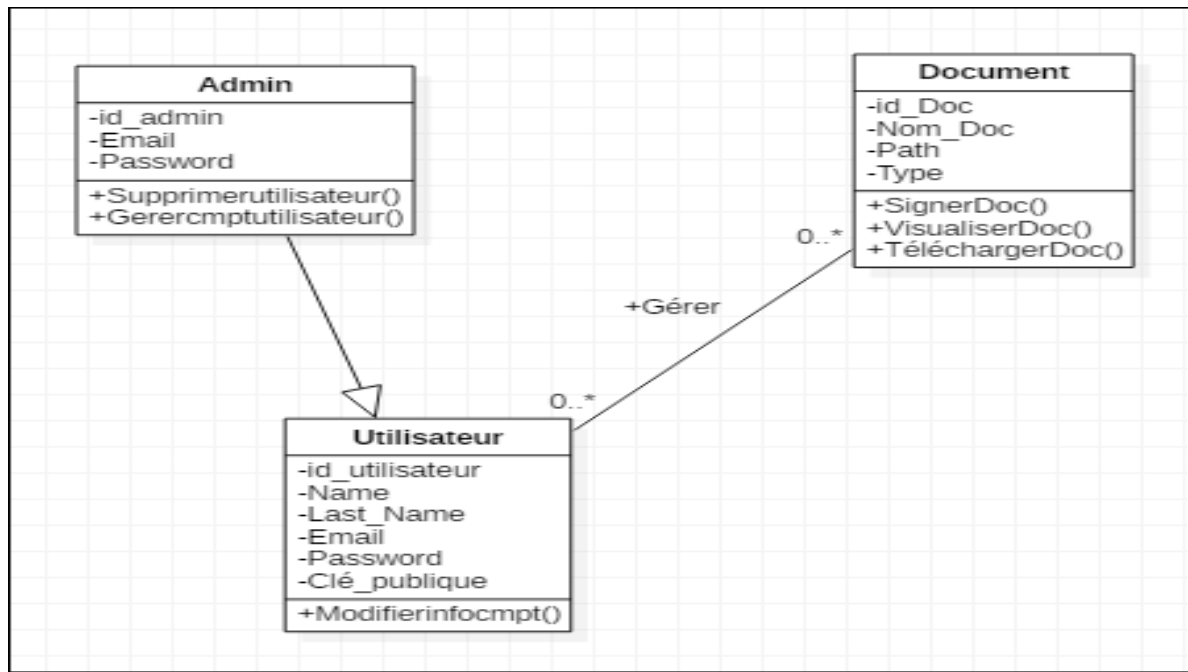 Admin
-id_admin
-Email
-Password
+Supprimerutilisateur()
+Gerercmptutilisateur()
Document
-id_Doc
-Nom_Doc
-Path
-Type
+SignerDoc()
+VisualiserDoc()
+TéléchargerDoc()
0..*
+Gérer
0..*
Utilisateur
-id_utilisateur
-Name
-Last_Name
-Email
-Password
-Clé_publique
+Modifierinfocmpt()